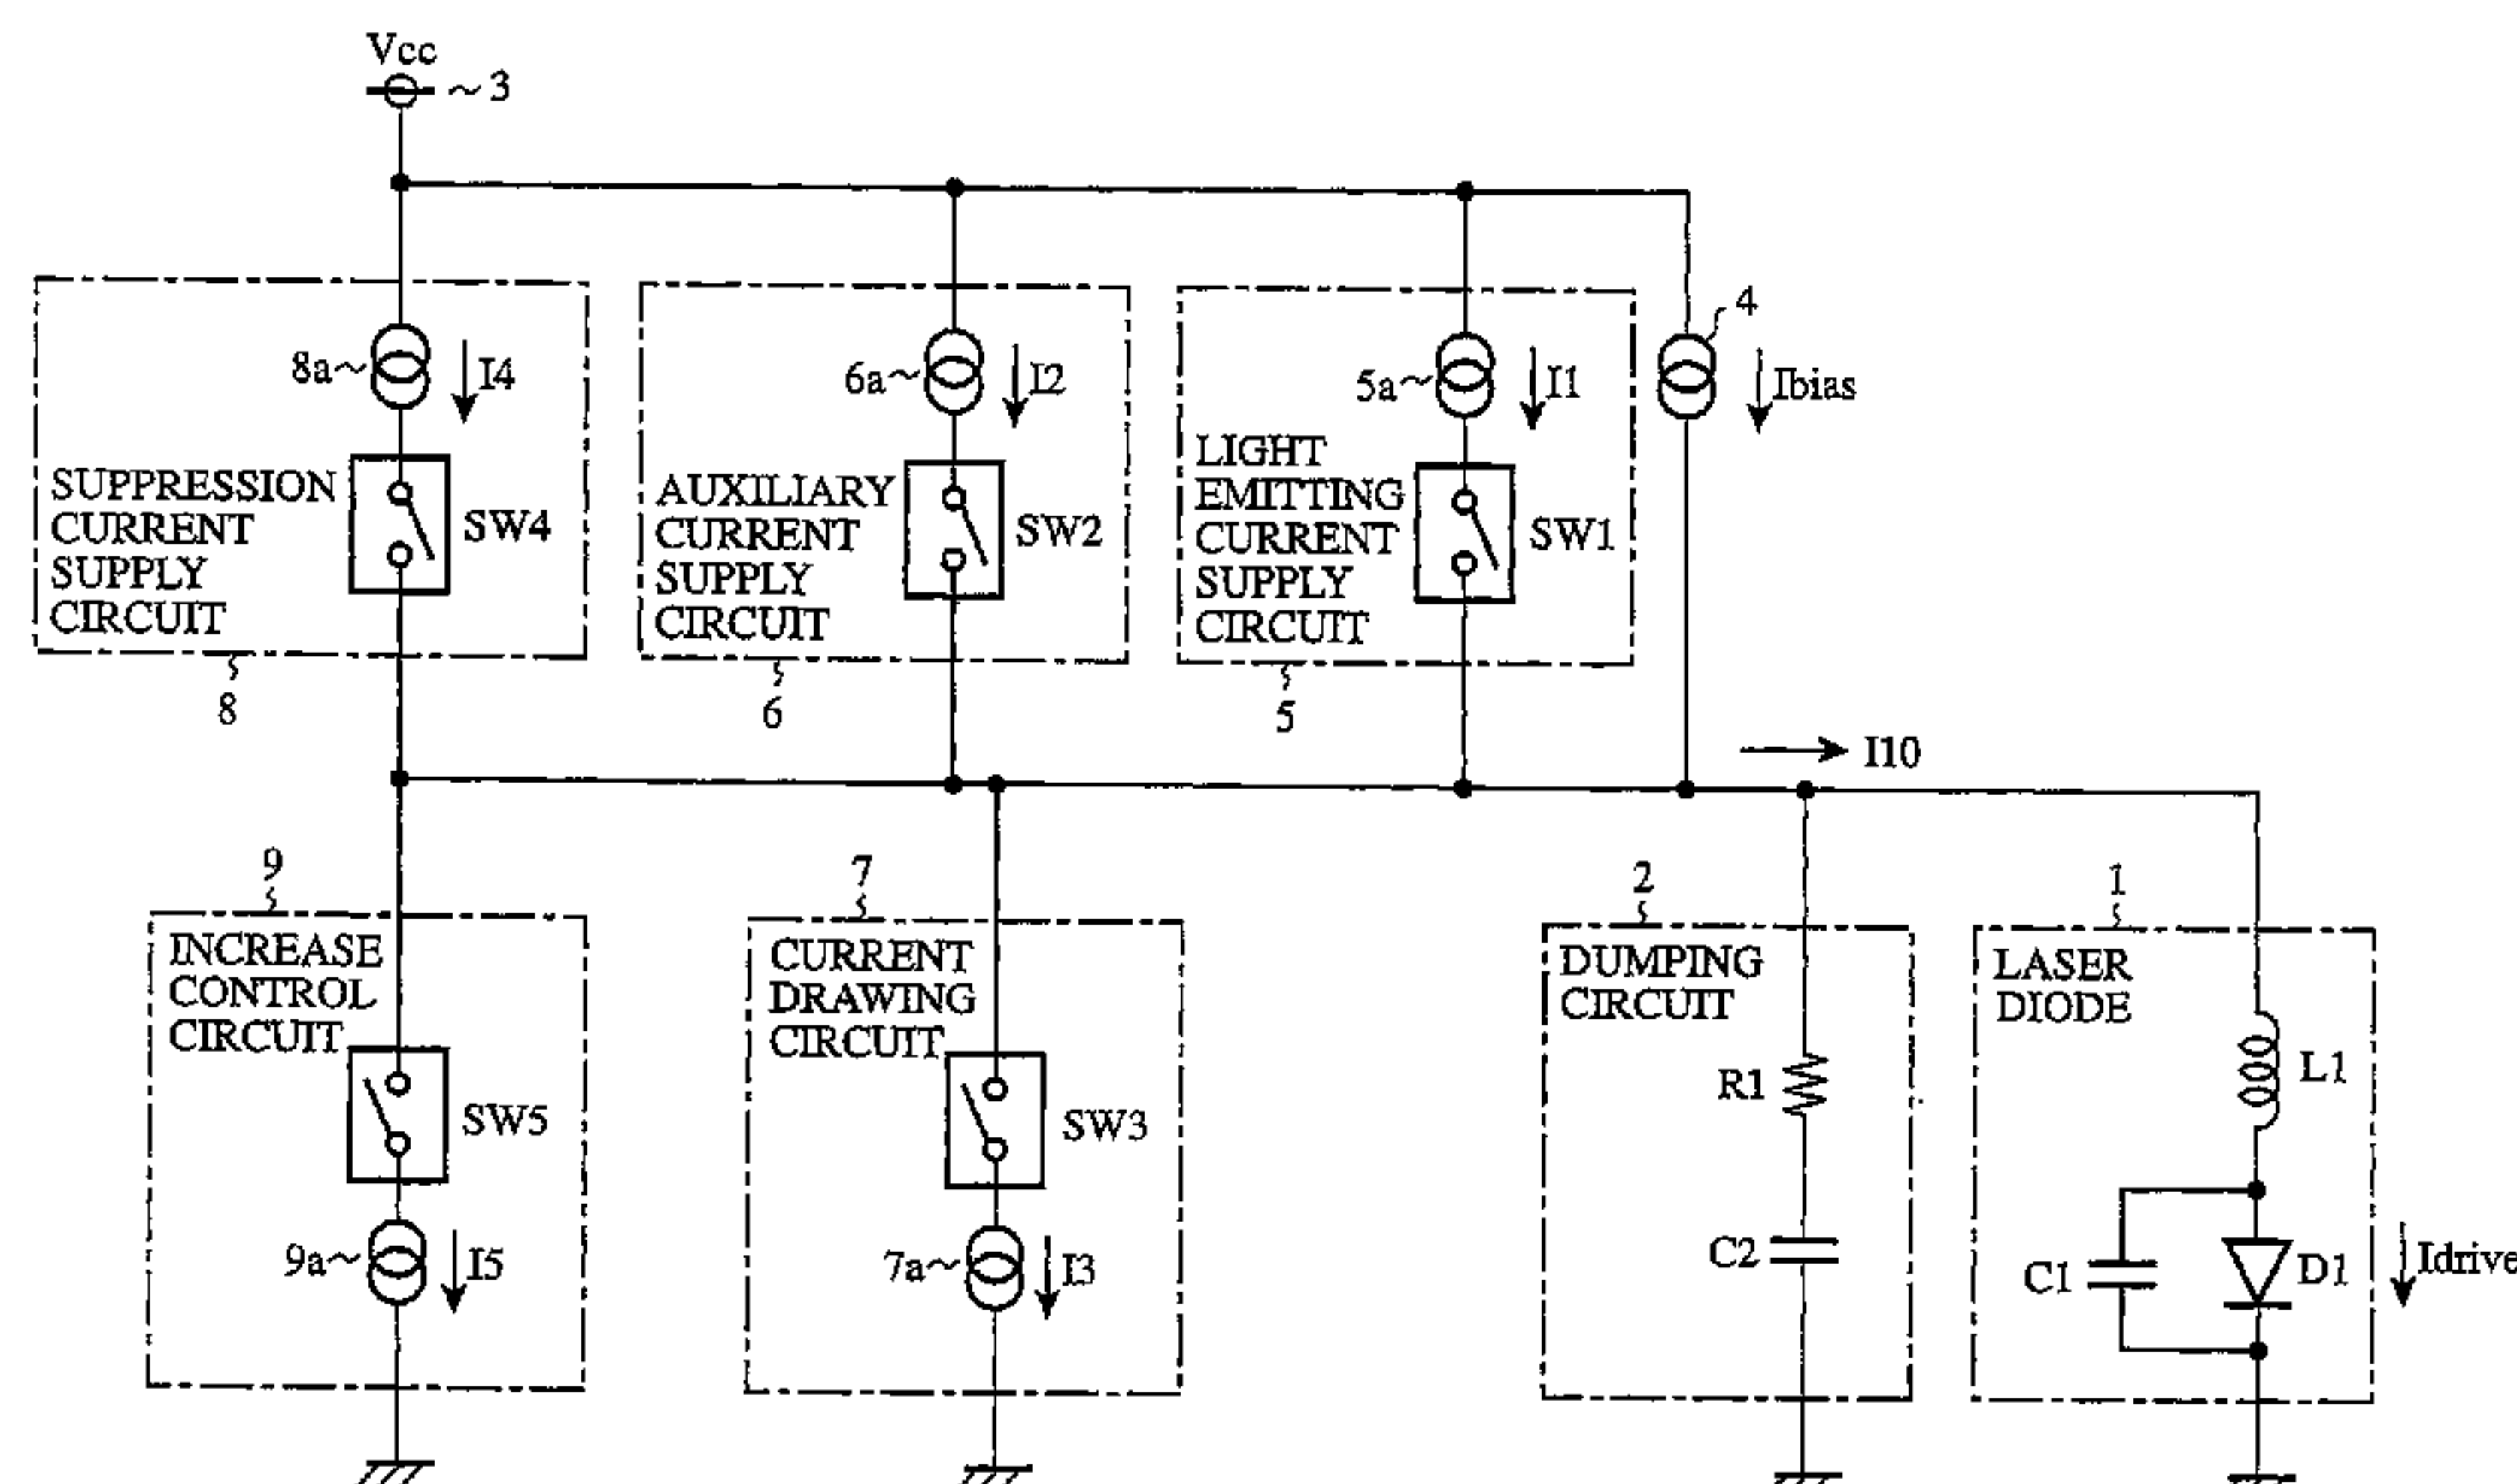 Vcc
~3
8a~
I4
6a~
I2
5a~
I1
4
Ibias
SUPPRESSION
CURRENT
SUPPLY
CIRCUIT
SW4
AUXILIARY
CURRENT
SUPPLY
CIRCUIT
SW2
LIGHT
EMITTING
CURRENT
SUPPLY
CIRCUIT
SW1
8
6
5
I10
9
7
2
1
INCREASE
CONTROL
CIRCUIT
SW5
9a~
I5
CURRENT
DRAWING
CIRCUIT
SW3
7a~
I3
DUMPING
CIRCUIT
R1
C2
LASER
DIODE
L1
C1
D1
Idrive